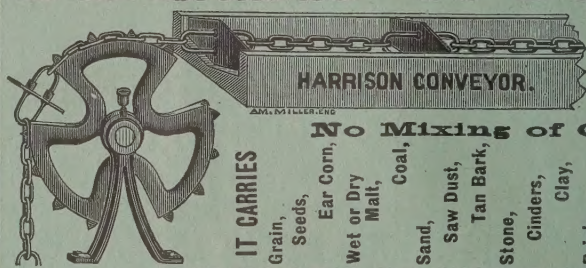 HARRISON CONVEYOR.
AM.MILLER.ENG
No Mixing of
IT CARRIES
Grain,
Seeds,
Ear Corn,
Wet or Dry
Malt,
Coal,
Sand,
Saw Dust,
Tan Bark,
Stone,
Cinders,
Clay,